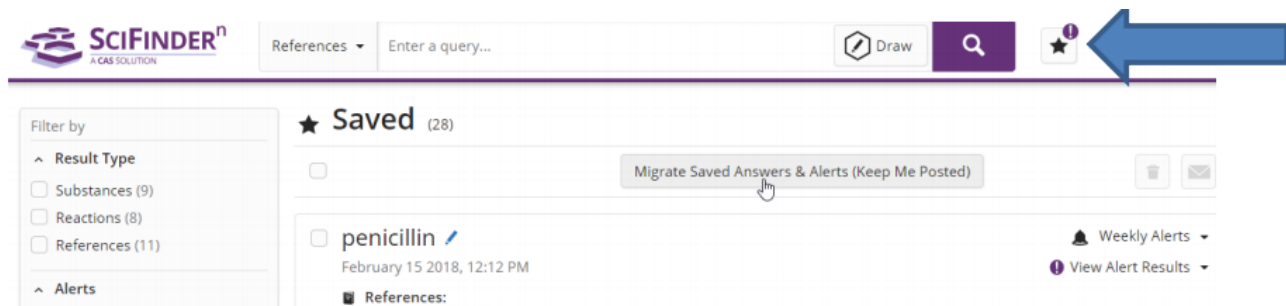 SCIFINDERⁿ
A CAS SOLUTION
References
Enter a query...
Draw
Filter by
Result Type
Substances (9)
Reactions (8)
References (11)
Alerts
Saved (28)
Migrate Saved Answers & Alerts (Keep Me Posted)
penicillin
February 15 2018, 12:12 PM
References:
Weekly Alerts
View Alert Results